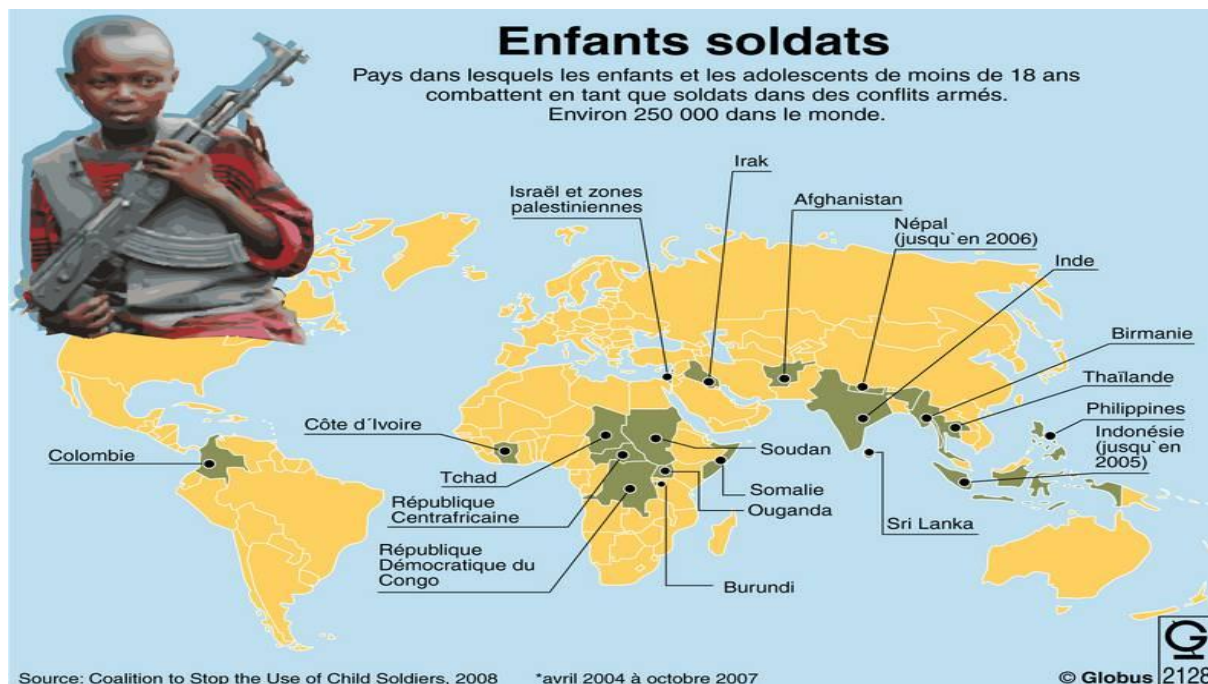 Enfants soldats
Pays dans lesquels les enfants et les adolescents de moins de 18 ans
combattent en tant que soldats dans des conflits armés.
Environ 250 000 dans le monde.
Irak
Israël et zones
palestiniennes
Afghanistan
Népal
(jusqu`en 2006)
Inde
Birmanie
Thaïlande
Philippines
Indonésie
(jusqu`en
2005)
Côte d´Ivoire
Colombie
Tchad
Soudan
République
Centrafricaine
Somalie
Ouganda
Sri Lanka
République
Démocratique du
Congo
Burundi
Source: Coalition to Stop the Use of Child Soldiers, 2008 *avril 2004 à octobre 2007
© Globus
G
2128